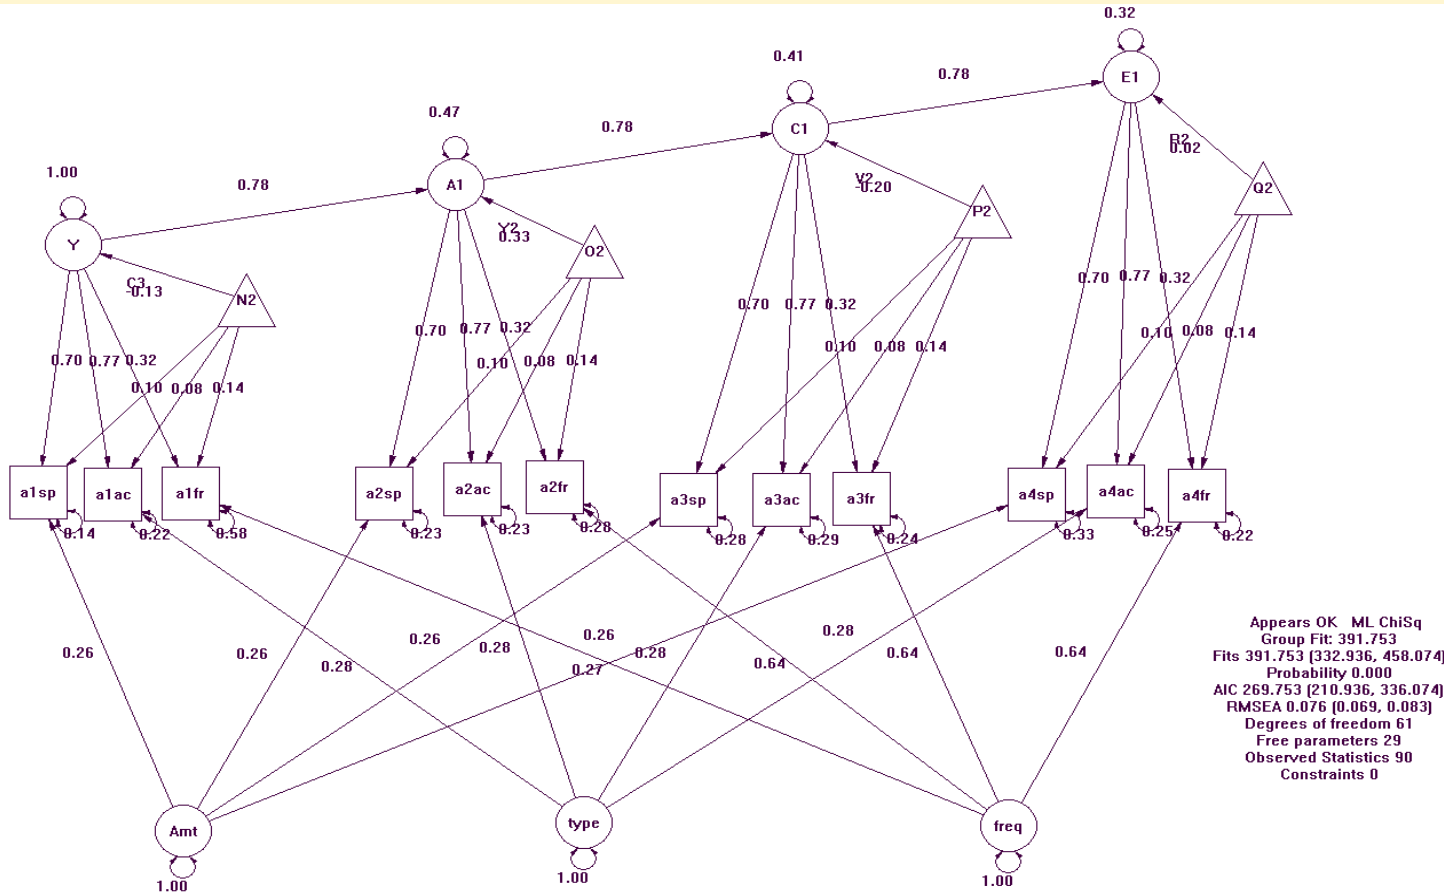 0.32
E1
0.41
0.78
C1
0.47
0.78
R2
0.02
1.00
A1
V2
-0.20
Q2
0.78
P2
Y
Y2
0.33
O2
C3
-0.13
N2
0.70 0.77 0.32
0.70 0.77 0.32
0.70 0.77 0.32
0.10 0.08 0.14
0.10 0.08 0.14
0.70 0.77 0.32
0.10 0.08 0.14
0.10 0.08 0.14
a1sp a1ac a1fr
a2sp a2ac a2fr
a3sp a3ac a3fr
a4sp a4ac a4fr
0.14 0.22 0.58
0.23 0.23 0.28
0.28 0.29 0.24
0.33 0.25 0.22
0.26
0.26
0.28
0.26
0.28
0.27
0.26
0.28
0.64
0.28
0.64
0.64
Appears OK ML ChiSq
Group Fit: 391.753
Fits 391.753 (332.936, 458.074)
Probability 0.000
AIC 269.753 (210.936, 336.074)
RMSEA 0.076 (0.069, 0.083)
Degrees of freedom 61
Free parameters 29
Observed Statistics 90
Constraints 0
Amt
type
freq
1.00
1.00
1.00